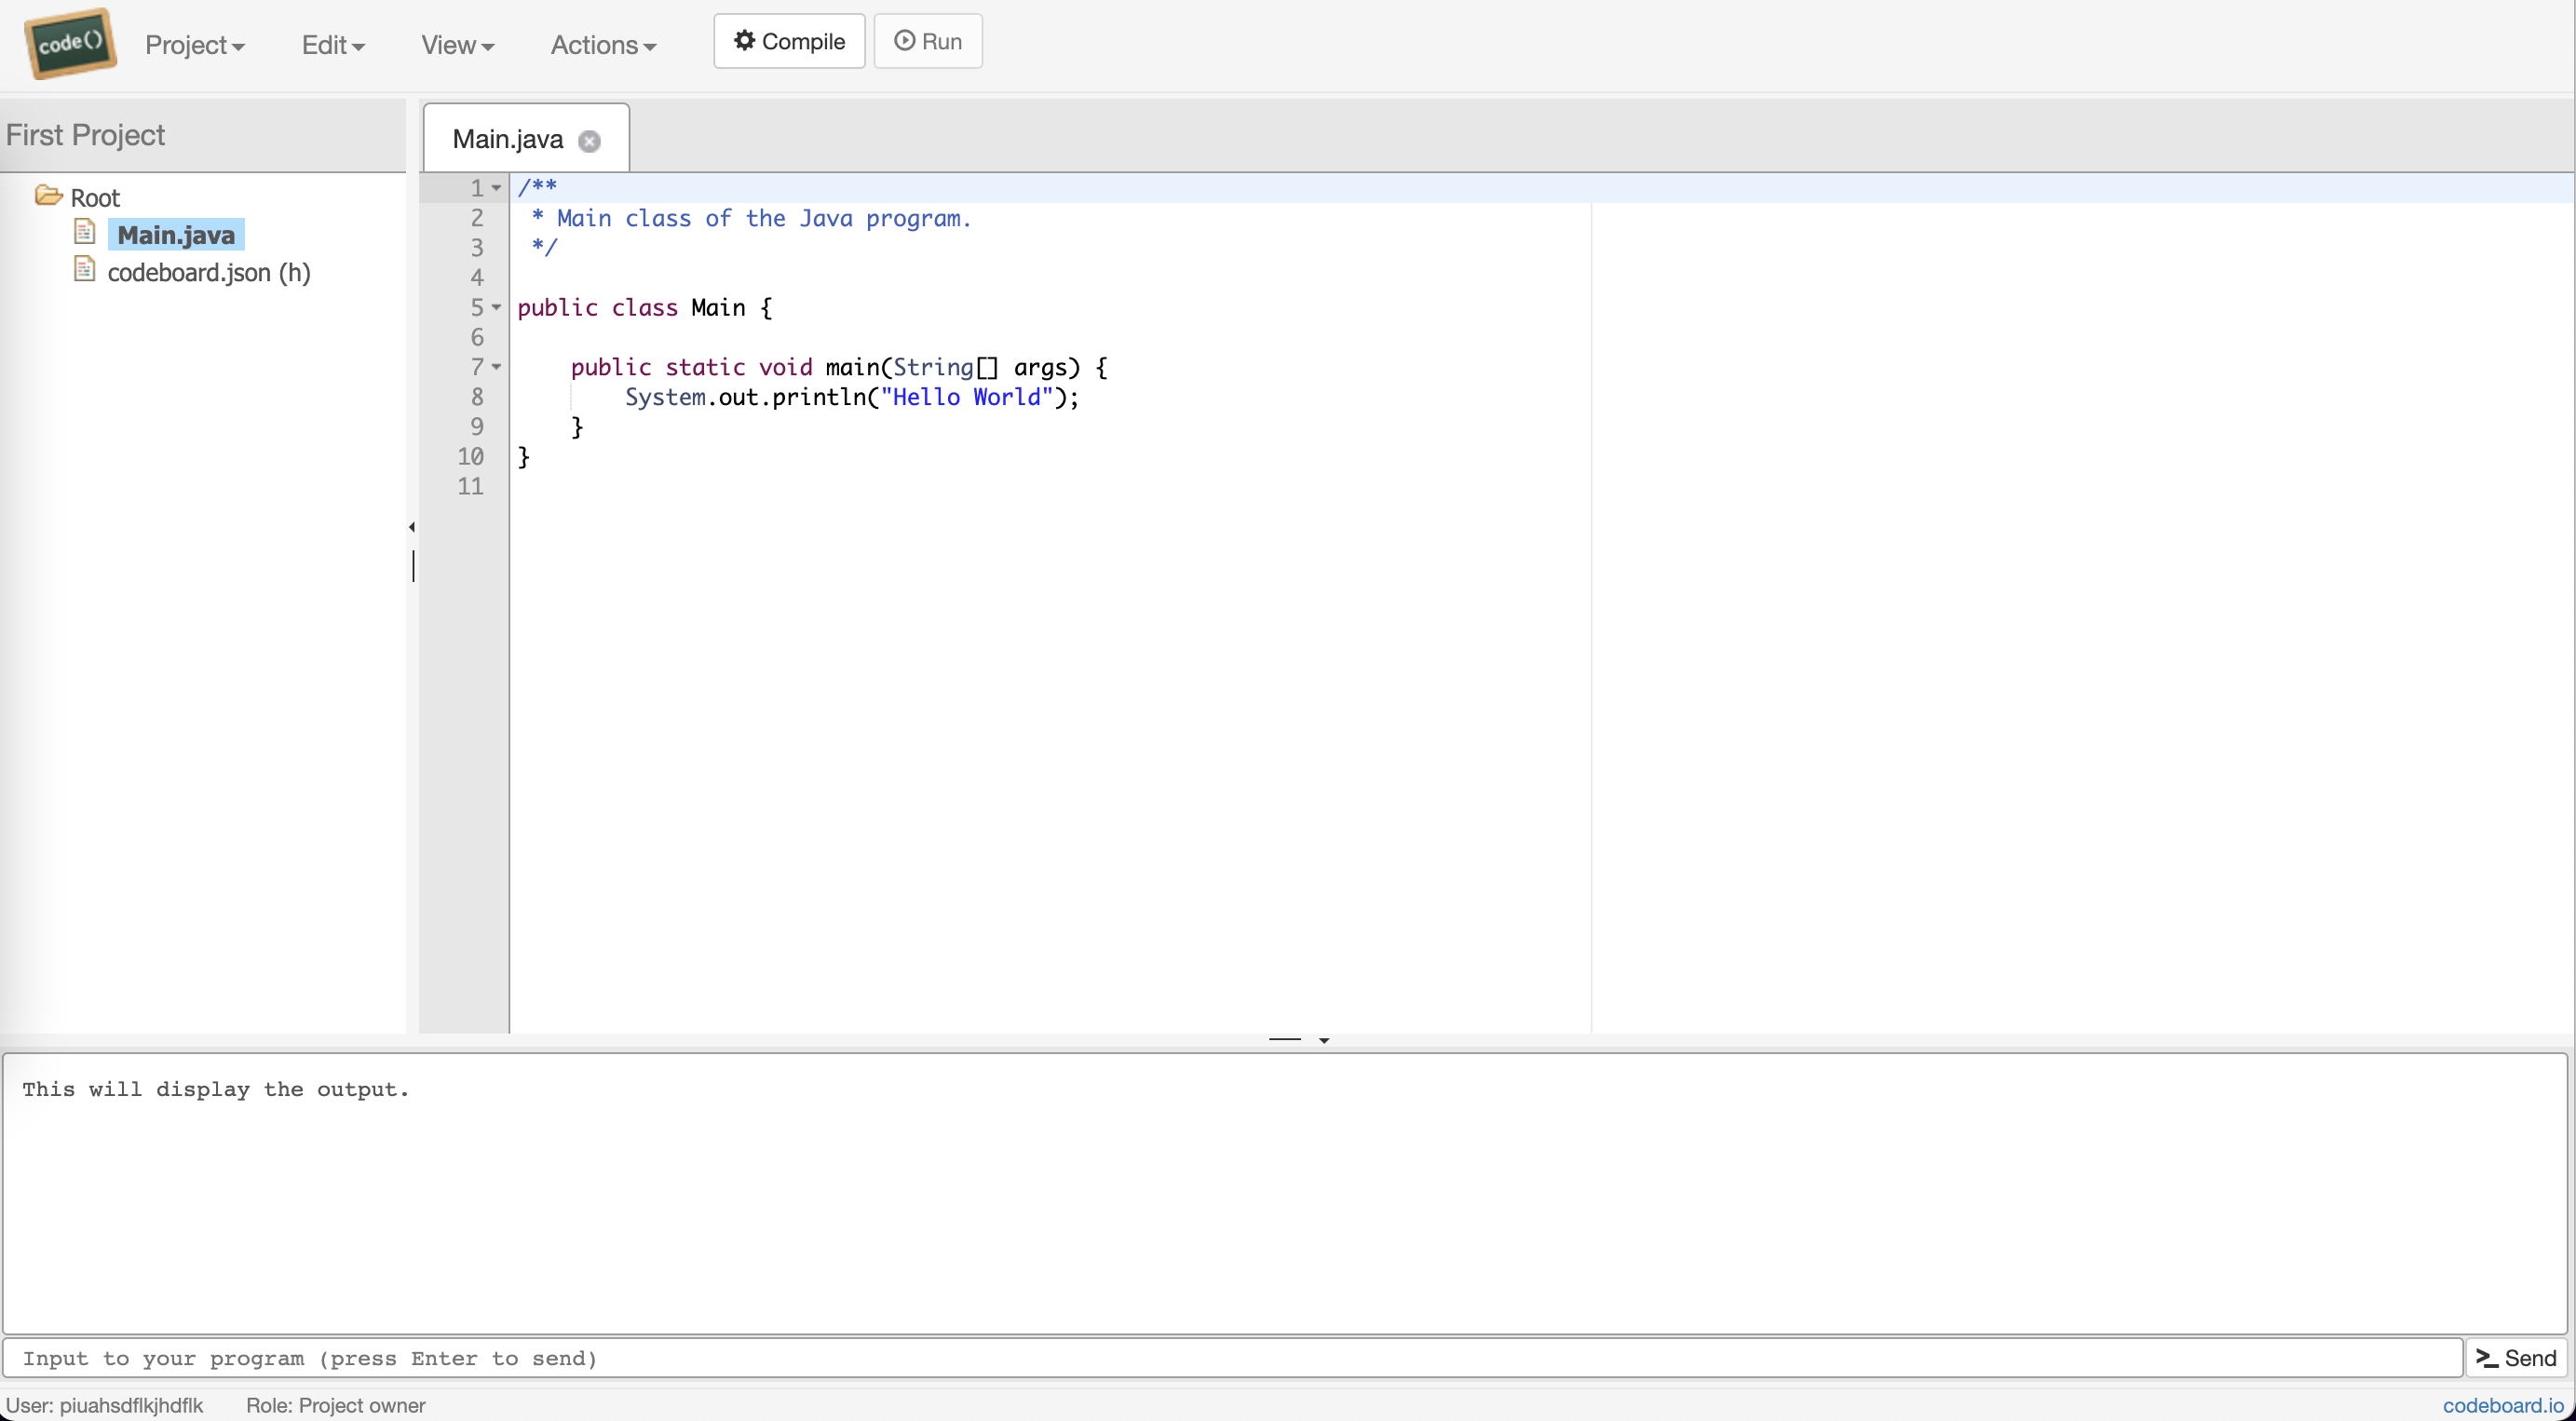 code()
Project Edit View Actions Compile Run
First Project
Main.java
Root
Main.java
codeboard.json (h)
1 /**
2  * Main class of the Java program.
3  */
4
5 public class Main {
6
7     public static void main(String[] args) {
8         System.out.println("Hello World");
9     }
10 }
11
This will display the output.
Input to your program (press Enter to send)
>_ Send
User: piuahsdflkjhdflk Role: Project owner codeboard.io